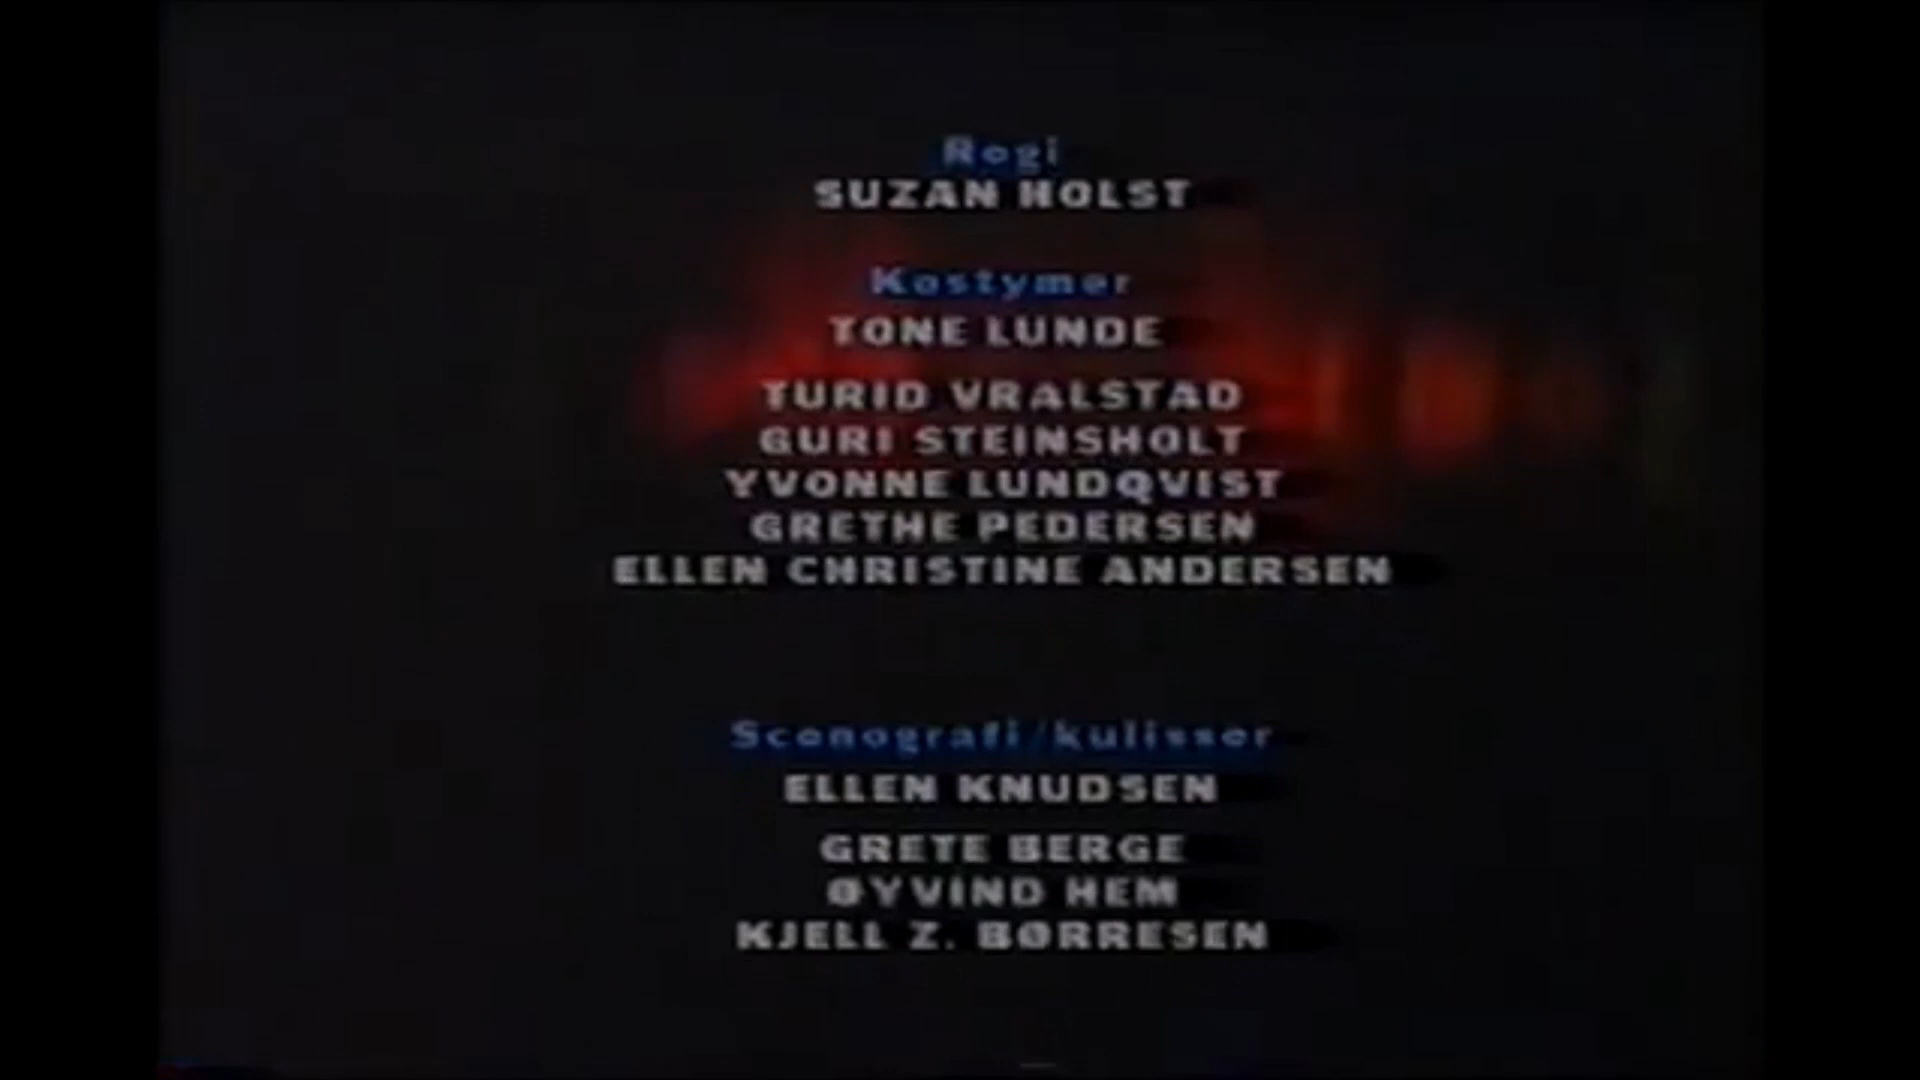 Regi
SUZAN HOLST
Kostymer
TONE LUNDE
TURID VRALSTAD
GURI STEINSHOLT
YVONNE LUNDQVIST
GRETHE PEDERSEN
ELLEN CHRISTINE ANDERSEN
Scenografi/kulisser
ELLEN KNUDSEN
GRETE BERGE
ØYVIND HEM
KJELL Z. BØRRESEN